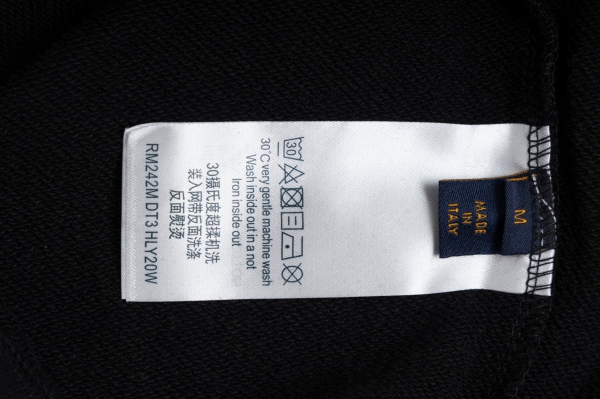 30
30°C very gentle machine wash
Wash inside out in a not
Iron inside out
30摄氏度超揉机洗
装入网带反面洗涤
反面熨烫
RM242M DT3 HLY20W
M
MADE
IN
ITALY